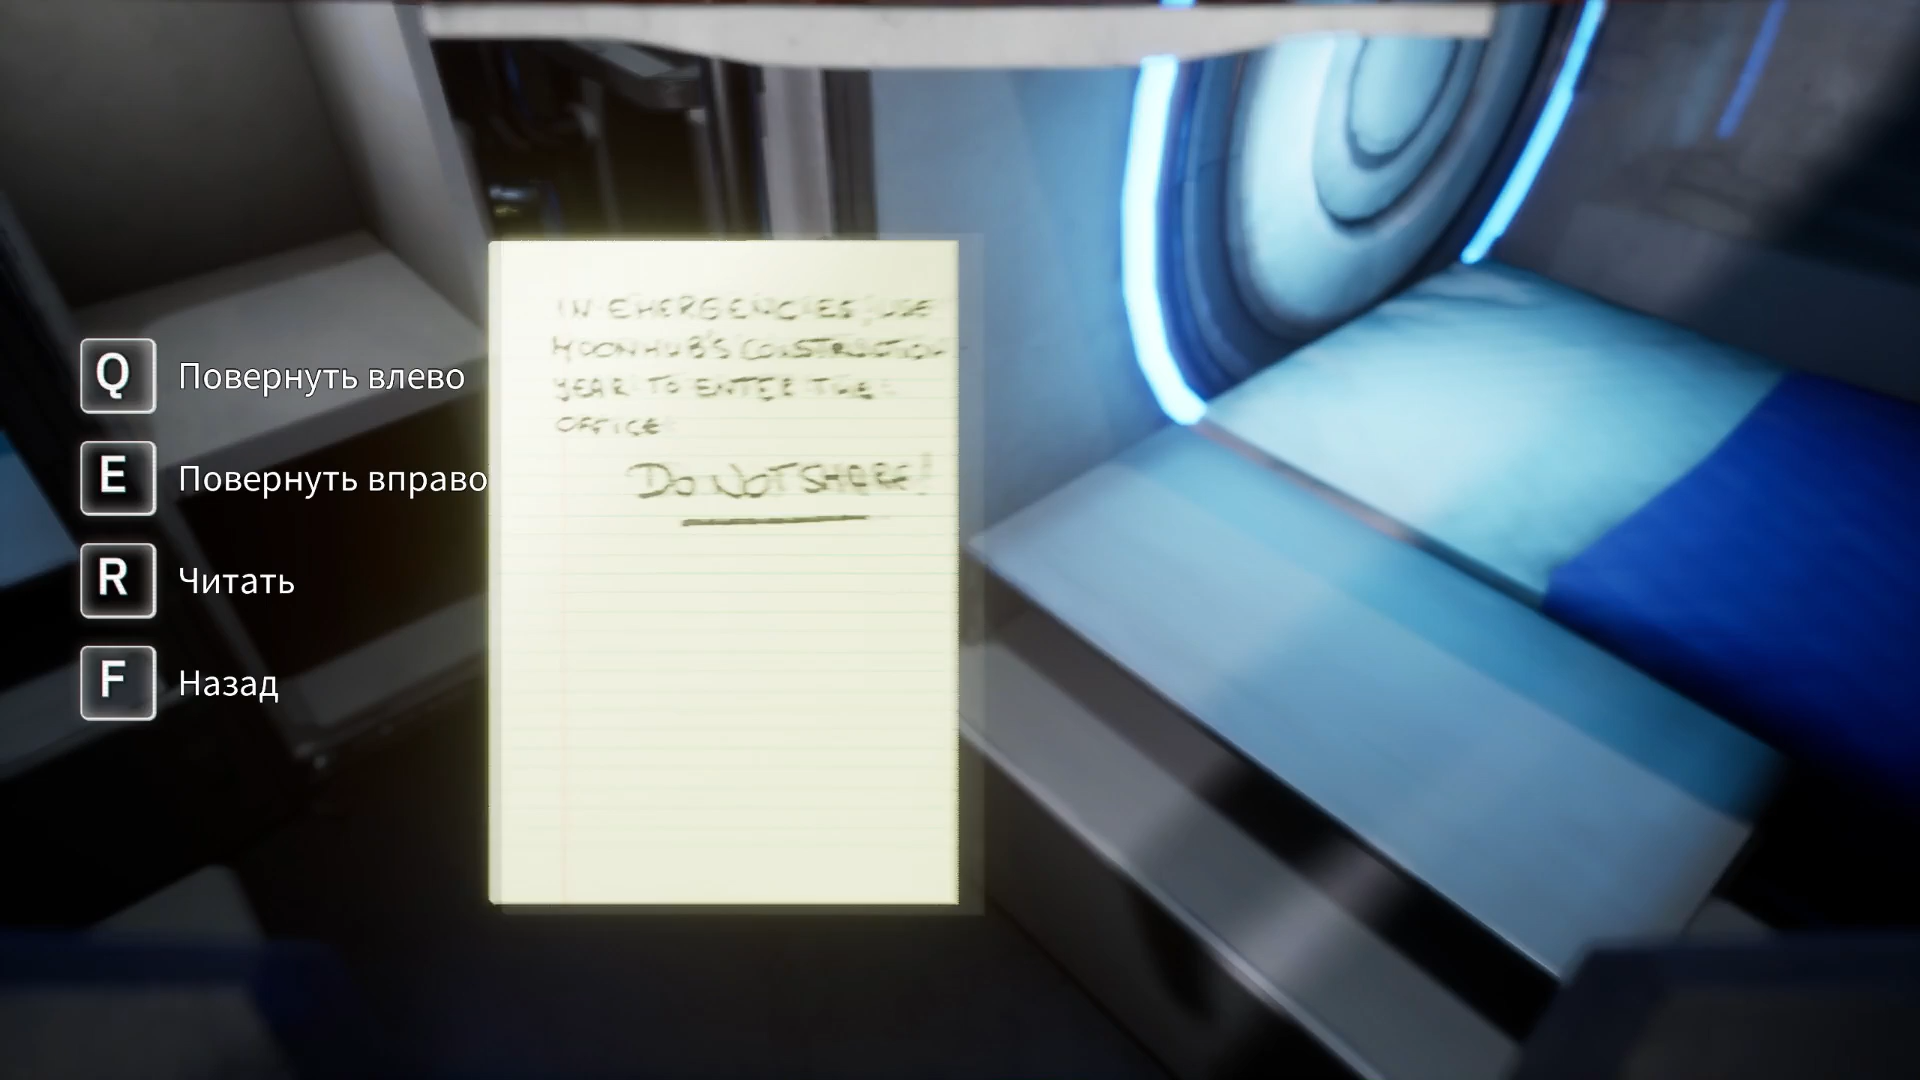 IN EMERGENCIES, USE
MOONHUB'S CONSTRUCTION
YEAR TO ENTER THE
OFFICE
DO NOT SHARE!
Q Повернуть влево
E Повернуть вправо
R Читать
F Назад